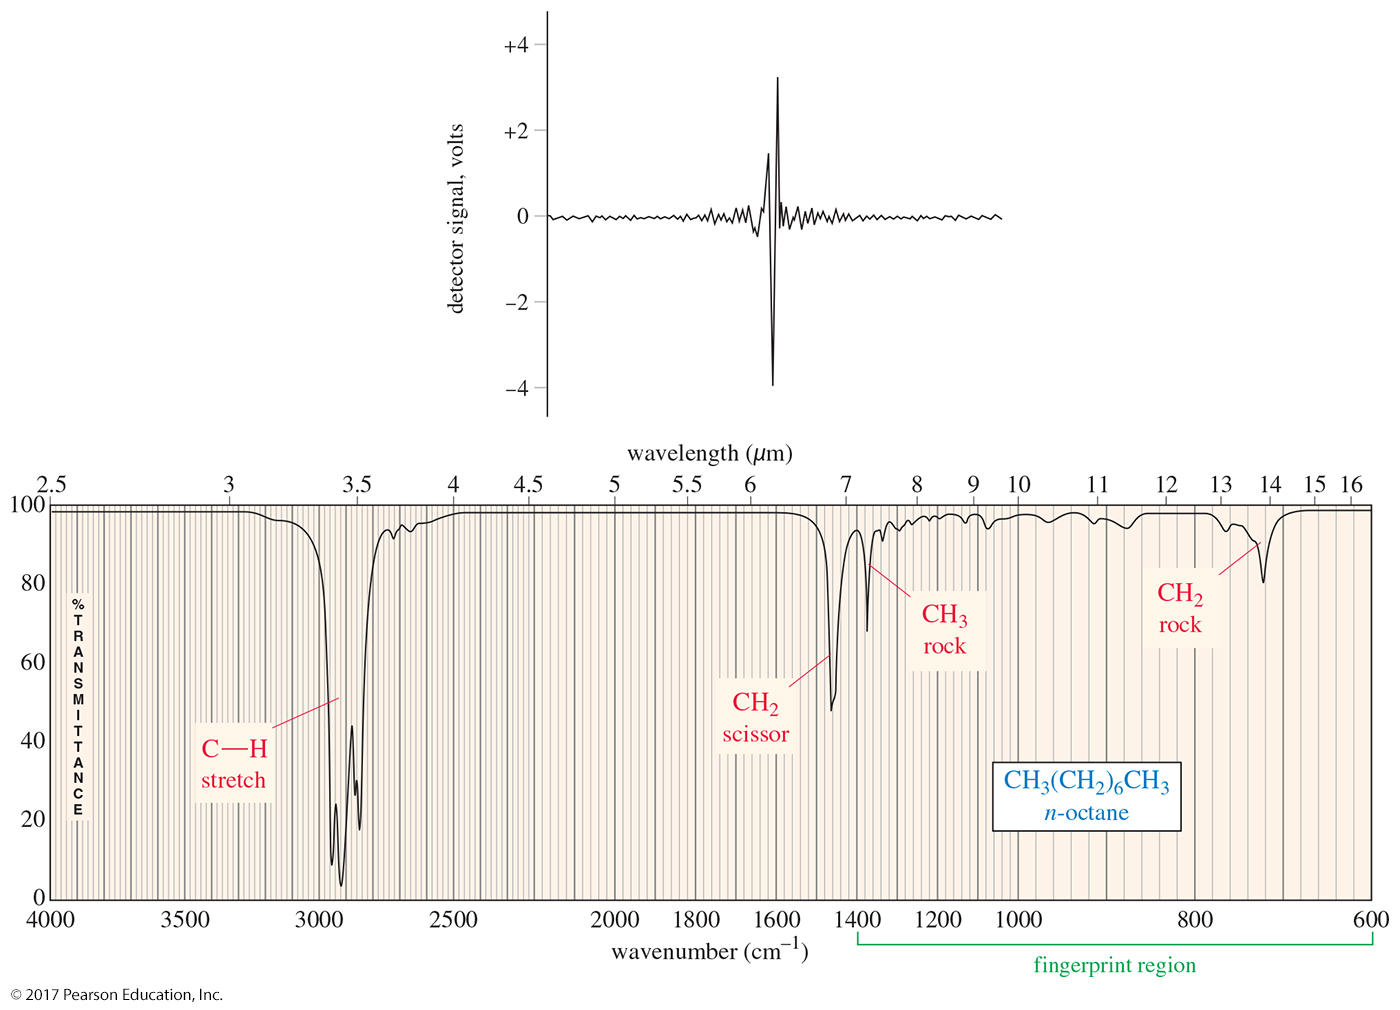 +4
+2
0
−2
−4
detector signal, volts
wavelength (μm)
2.5 3 3.5 4 4.5 5 5.5 6 7 8 9 10 11 12 13 14 15 16
100
80
60
40
20
0
%TRANSMITTANCE
C—H
stretch
CH2
scissor
CH3
rock
CH2
rock
CH3(CH2)6CH3
n-octane
4000 3500 3000 2500 2000 1800 1600 1400 1200 1000 800 600
wavenumber (cm−1)
fingerprint region
© 2017 Pearson Education, Inc.